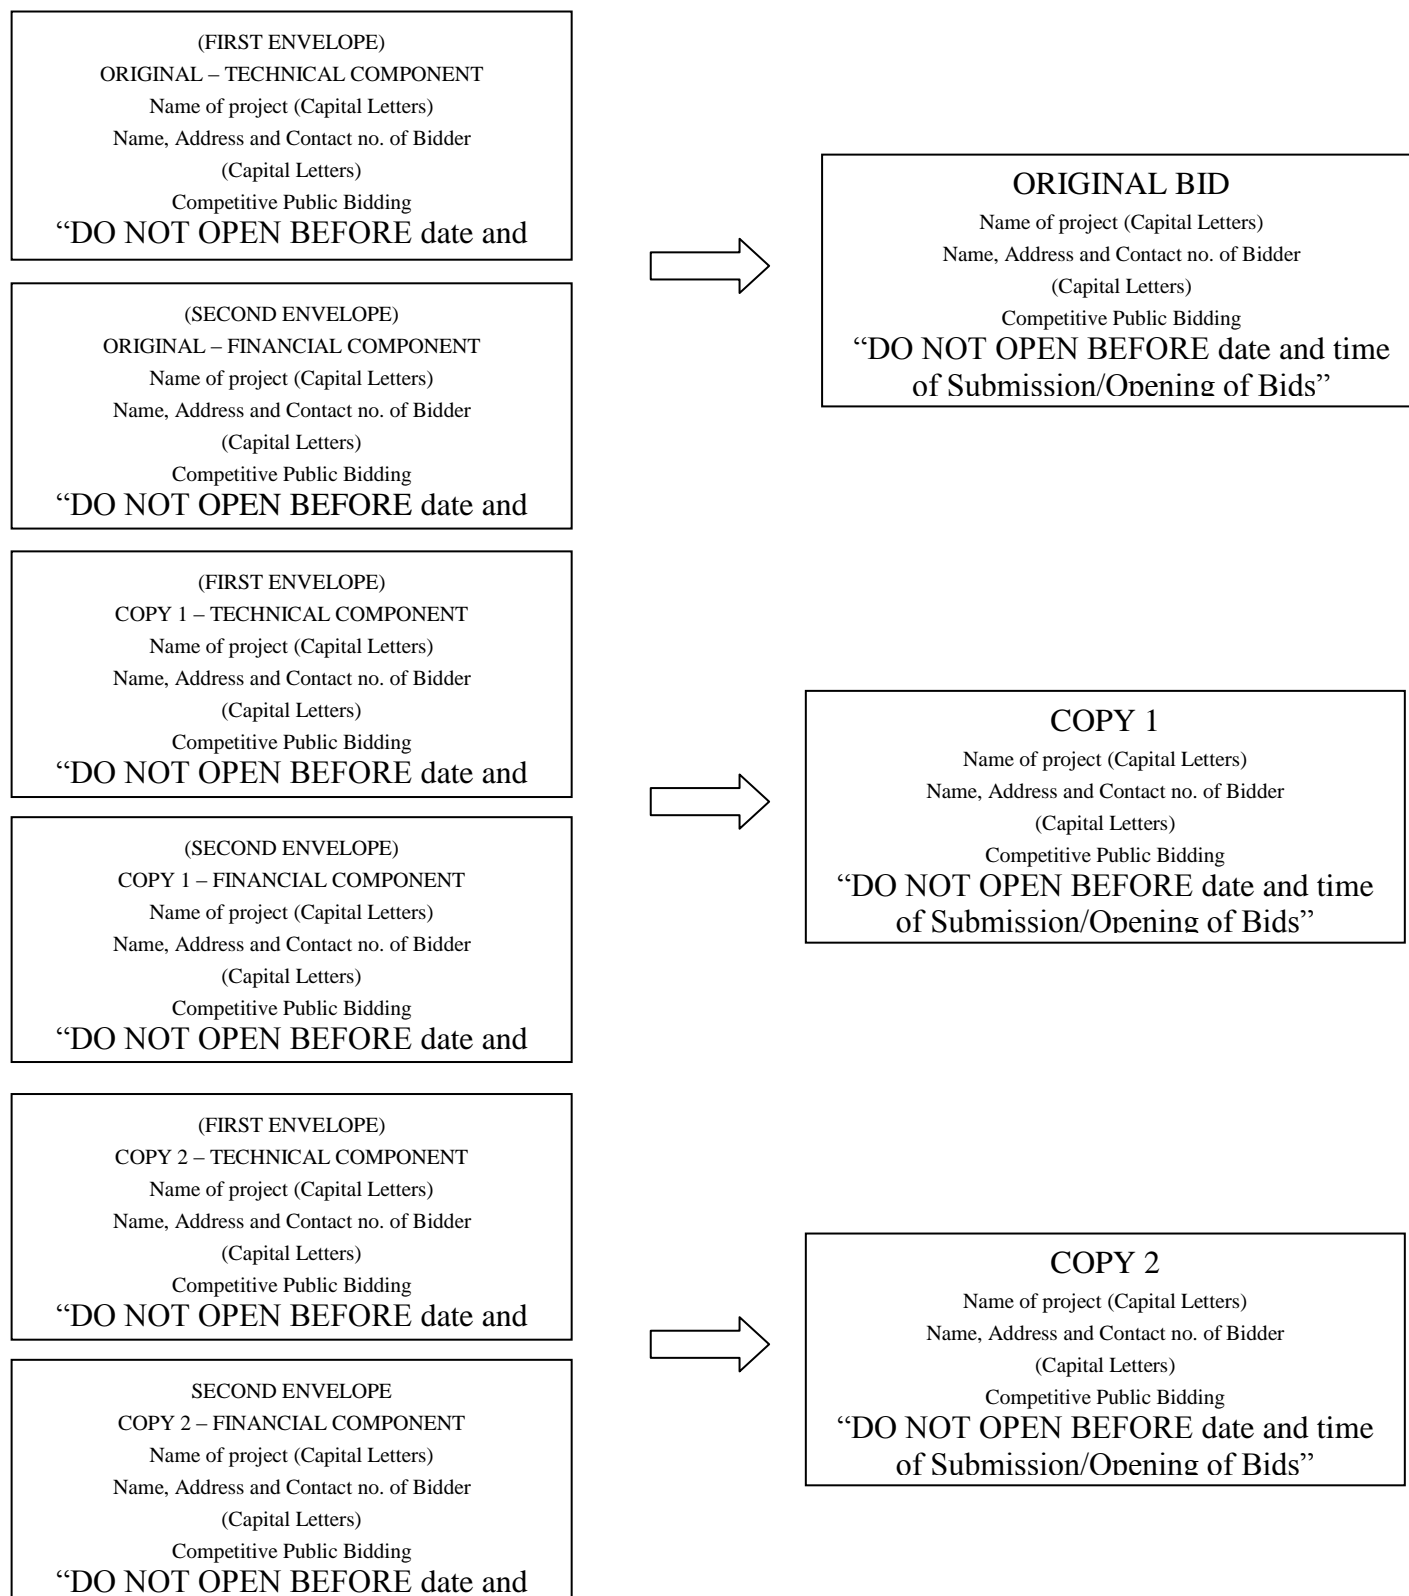 (FIRST ENVELOPE)
ORIGINAL – TECHNICAL COMPONENT
Name of project (Capital Letters)
Name, Address and Contact no. of Bidder
(Capital Letters)
Competitive Public Bidding
“DO NOT OPEN BEFORE date and
(SECOND ENVELOPE)
ORIGINAL – FINANCIAL COMPONENT
Name of project (Capital Letters)
Name, Address and Contact no. of Bidder
(Capital Letters)
Competitive Public Bidding
“DO NOT OPEN BEFORE date and
ORIGINAL BID
Name of project (Capital Letters)
Name, Address and Contact no. of Bidder
(Capital Letters)
Competitive Public Bidding
“DO NOT OPEN BEFORE date and time
of Submission/Opening of Bids”
(FIRST ENVELOPE)
COPY 1 – TECHNICAL COMPONENT
Name of project (Capital Letters)
Name, Address and Contact no. of Bidder
(Capital Letters)
Competitive Public Bidding
“DO NOT OPEN BEFORE date and
(SECOND ENVELOPE)
COPY 1 – FINANCIAL COMPONENT
Name of project (Capital Letters)
Name, Address and Contact no. of Bidder
(Capital Letters)
Competitive Public Bidding
“DO NOT OPEN BEFORE date and
COPY 1
Name of project (Capital Letters)
Name, Address and Contact no. of Bidder
(Capital Letters)
Competitive Public Bidding
“DO NOT OPEN BEFORE date and time
of Submission/Opening of Bids”
(FIRST ENVELOPE)
COPY 2 – TECHNICAL COMPONENT
Name of project (Capital Letters)
Name, Address and Contact no. of Bidder
(Capital Letters)
Competitive Public Bidding
“DO NOT OPEN BEFORE date and
SECOND ENVELOPE
COPY 2 – FINANCIAL COMPONENT
Name of project (Capital Letters)
Name, Address and Contact no. of Bidder
(Capital Letters)
Competitive Public Bidding
“DO NOT OPEN BEFORE date and
COPY 2
Name of project (Capital Letters)
Name, Address and Contact no. of Bidder
(Capital Letters)
Competitive Public Bidding
“DO NOT OPEN BEFORE date and time
of Submission/Opening of Bids”